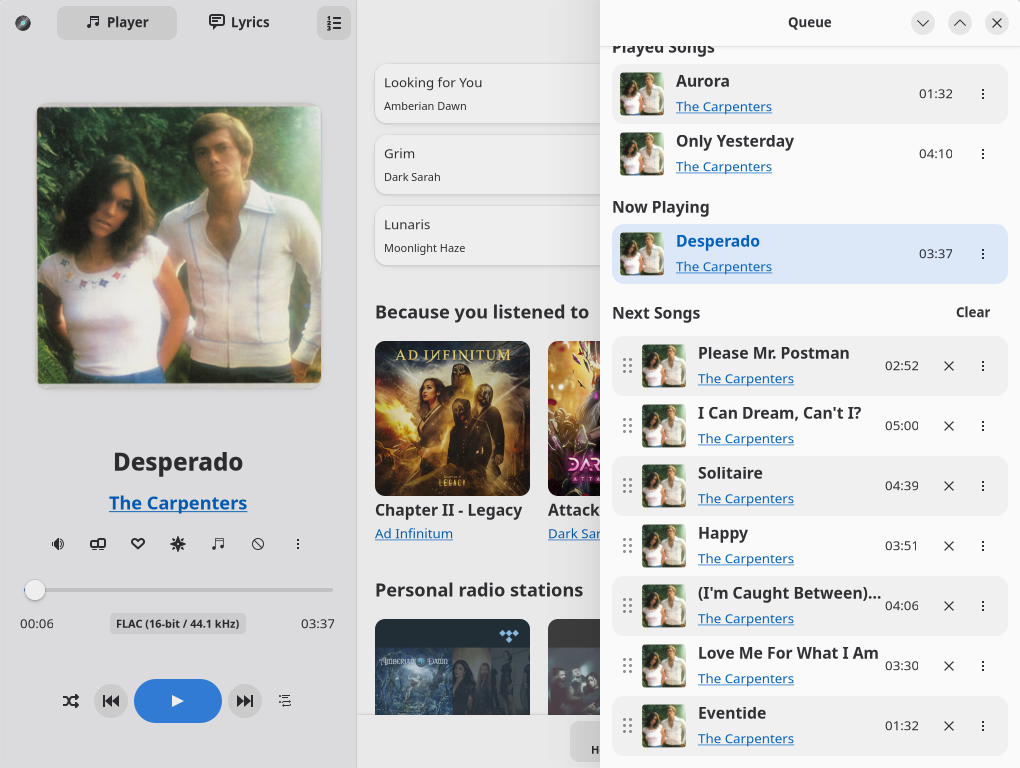 Player
Lyrics
Desperado
The Carpenters
00:06
FLAC (16-bit / 44.1 kHz)
03:37
Looking for You
Amberian Dawn
Grim
Dark Sarah
Lunaris
Moonlight Haze
Because you listened to
AD INFINITUM
LEGACY
Chapter II - Legacy
Ad Infinitum
DAR
ATTA
Attack
Dark Sar
Personal radio stations
AMBERIAN DAWN
H
Queue
Played Songs
Aurora
The Carpenters
01:32
Only Yesterday
The Carpenters
04:10
Now Playing
Desperado
The Carpenters
03:37
Next Songs
Clear
Please Mr. Postman
The Carpenters
02:52
I Can Dream, Can't I?
The Carpenters
05:00
Solitaire
The Carpenters
04:39
Happy
The Carpenters
03:51
(I'm Caught Between)...
The Carpenters
04:06
Love Me For What I Am
The Carpenters
03:30
Eventide
The Carpenters
01:32